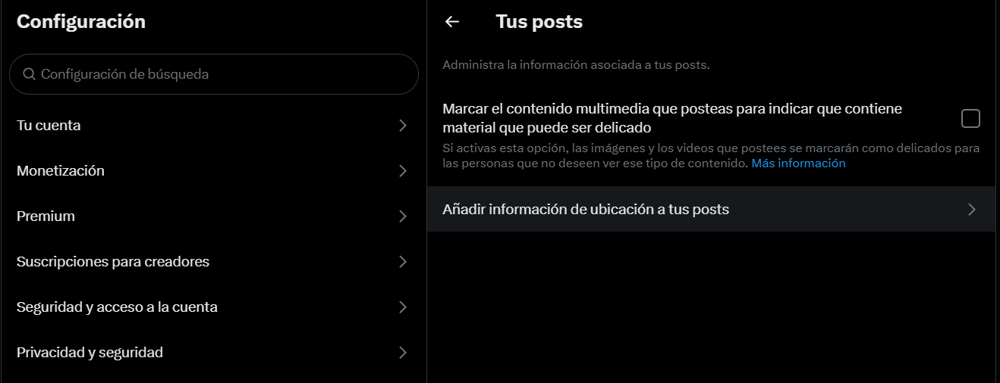 Configuración
Configuración de búsqueda
Tu cuenta
Monetización
Premium
Suscripciones para creadores
Seguridad y acceso a la cuenta
Privacidad y seguridad
Tus posts
Administra la información asociada a tus posts.
Marcar el contenido multimedia que posteas para indicar que contiene
material que puede ser delicado
Si activas esta opción, las imágenes y los videos que postees se marcarán como delicados para
las personas que no deseen ver ese tipo de contenido. Más información
Añadir información de ubicación a tus posts